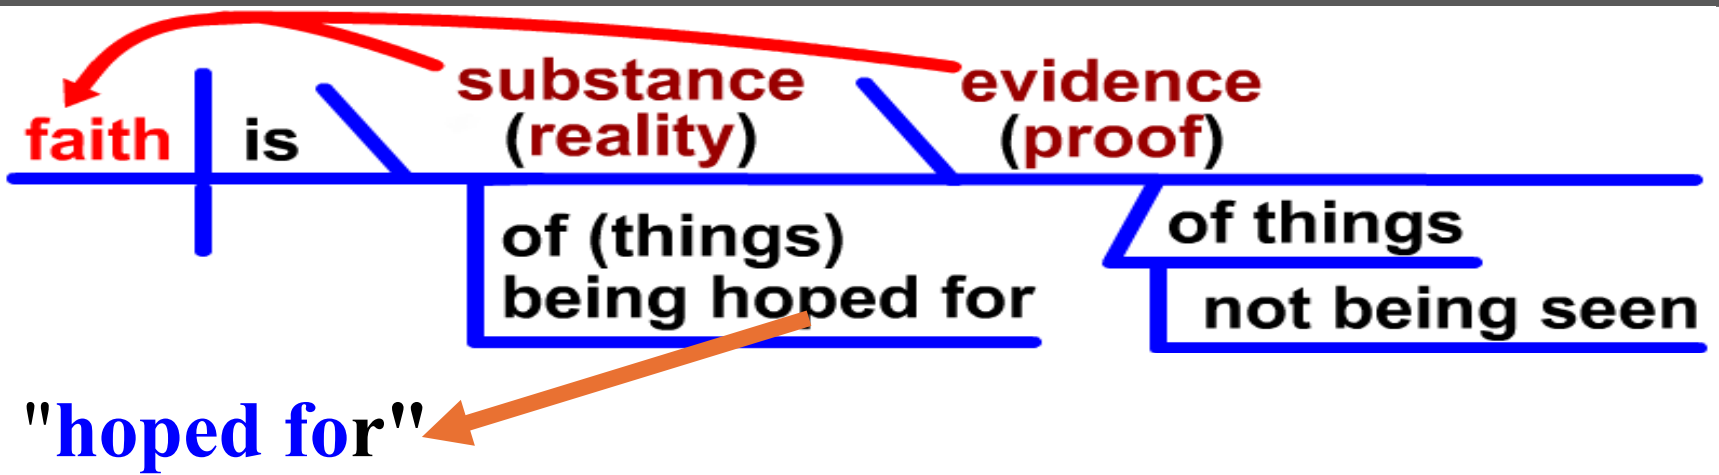 faith is substance evidence
(reality) (proof)
of (things) of things
being hoped for not being seen
"hoped for"